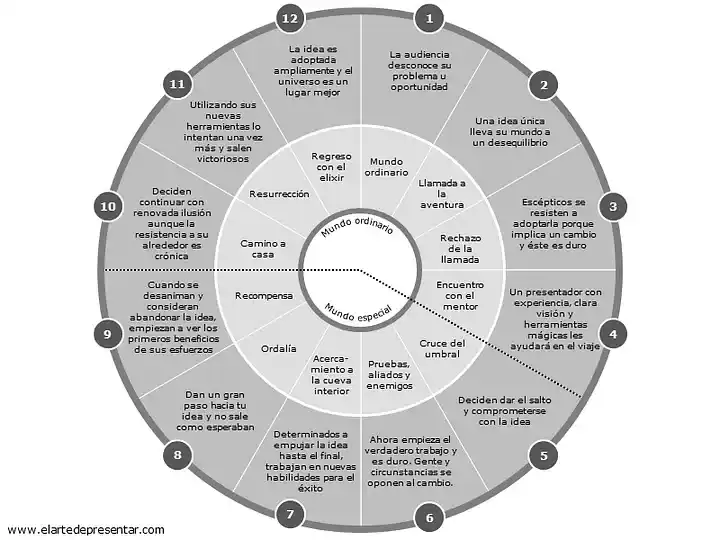 12
1
La idea es
adoptada
ampliamente y el
universo es un
lugar mejor
La audiencia
desconoce su
problema u
oportunidad
11
2
Utilizando sus
nuevas
herramientas lo
intentan una vez
más y salen
victoriosos
Una idea única
lleva su mundo a
un desequilibrio
Regreso
con el
elixir
Mundo
ordinario
Resurrección
Llamada a
la
aventura
10
3
Deciden
continuar con
renovada ilusión
aunque la
resistencia a su
alrededor es
crónica
Escépticos se
resisten a
adoptarla porque
implica un cambio
y éste es duro
Camino a
casa
Mundo ordinario
Rechazo
de la
llamada
Recompensa
Mundo especial
Encuentro
con el
mentor
9
4
Cuando se
desaniman y
consideran
abandonar la idea,
empiezan a ver los
primeros beneficios
de sus esfuerzos
Un presentador con
experiencia, clara
visión y
herramientas
mágicas les
ayudará en el viaje
Ordalía
Cruce del
umbral
Acerca-
miento a
la cueva
interior
Pruebas,
aliados y
enemigos
8
5
Dan un gran
paso hacia tu
idea y no sale
como esperaban
Deciden dar el salto
y comprometerse
con la idea
Determinados a
empujar la idea
hasta el final,
trabajan en nuevas
habilidades para el
éxito
Ahora empieza el
verdadero trabajo y
es duro. Gente y
circunstancias se
oponen al cambio.
7
6
www.elartedepresentar.com